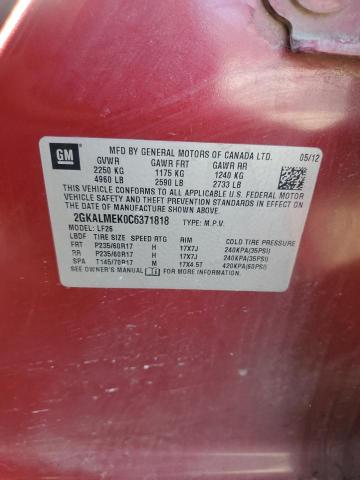 GM
MFD BY GENERAL MOTORS OF CANADA LTD. 05/12
GVWR GAWR FRT GAWR RR
2250 KG 1175 KG 1240 KG
4960 LB 2590 LB 2733 LB
THIS VEHICLE CONFORMS TO ALL APPLICABLE U.S. FEDERAL MOTOR
VEHICLE SAFETY AND THEFT PREVENTION STANDARDS IN EFFECT ON
THE DATE OF MANUFACTURE SHOWN ABOVE.
2GKALMEK0C6371818 TYPE: M.P.V.
MODEL: LF26
LBDF TIRE SIZE SPEED RTG RIM COLD TIRE PRESSURE
FRT P235/60R17 H 17X7J 240KPA(35PSI)
RR P235/60R17 H 17X7J 240KPA(35PSI)
SPA T145/70R17 M 17X4.5T 420KPA(60PSI)
SEE OWNER'S MANUAL FOR ADDITIONAL INFORMATION.